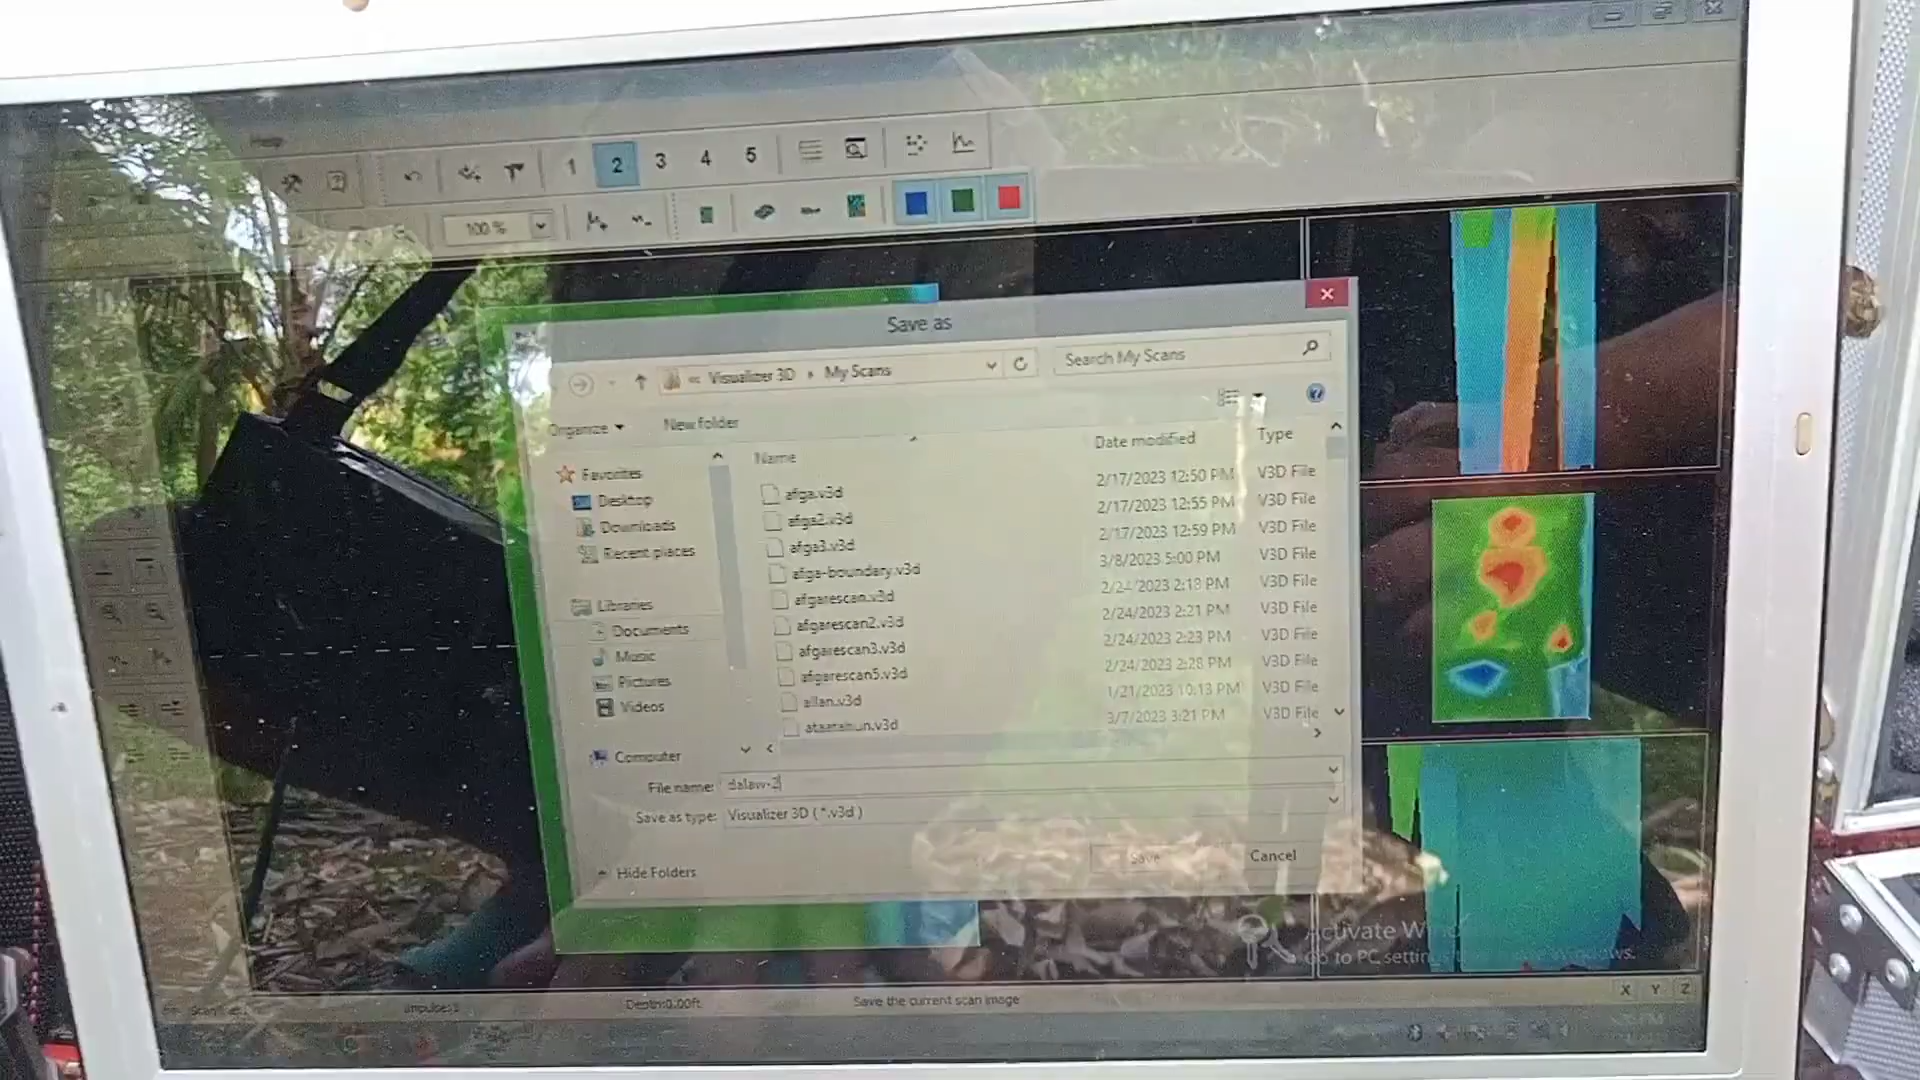 1 2 3 4 5
100 %
Save as
Visualizer 3D ▸ My Scans
Search My Scans
Organize
New folder
Name
Date modified
Type
Favorites
Desktop
Downloads
Recent places
Libraries
Documents
Music
Pictures
Videos
Computer
afga.v3d 2/17/2023 12:50 PM V3D File
afga2.v3d 2/17/2023 12:55 PM V3D File
afga3.v3d 2/17/2023 12:59 PM V3D File
afga-boundary.v3d 3/8/2023 5:00 PM V3D File
afgarescan.v3d 2/24/2023 2:18 PM V3D File
afgarescan2.v3d 2/24/2023 2:21 PM V3D File
afgarescan3.v3d 2/24/2023 2:23 PM V3D File
afgarescan5.v3d 2/24/2023 2:28 PM V3D File
allan.v3d 1/21/2023 10:13 PM V3D File
3/7/2023 3:21 PM V3D File
File name: dalaw-2
Save as type: Visualizer 3D (*.v3d)
Hide Folders
Save
Cancel
Activate
Go to PC settings
Windows.
Depth:0.00ft
Save the current scan image
X Y Z